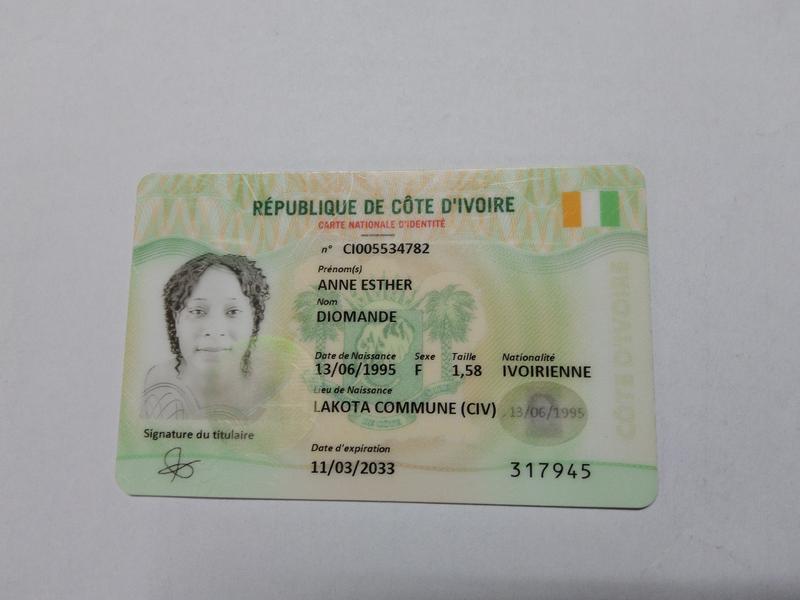 RÉPUBLIQUE DE CÔTE D'IVOIRE
CARTE NATIONALE D'IDENTITÉ
n° CI005534782
Prénom(s)
ANNE ESTHER
Nom
DIOMANDE
Date de Naissance Sexe Taille Nationalité
13/06/1995 F 1,58 IVOIRIENNE
Lieu de Naissance
LAKOTA COMMUNE (CIV)
13/06/1995
Signature du titulaire
Date d'expiration
11/03/2033
317945
CÔTE D'IVOIRE